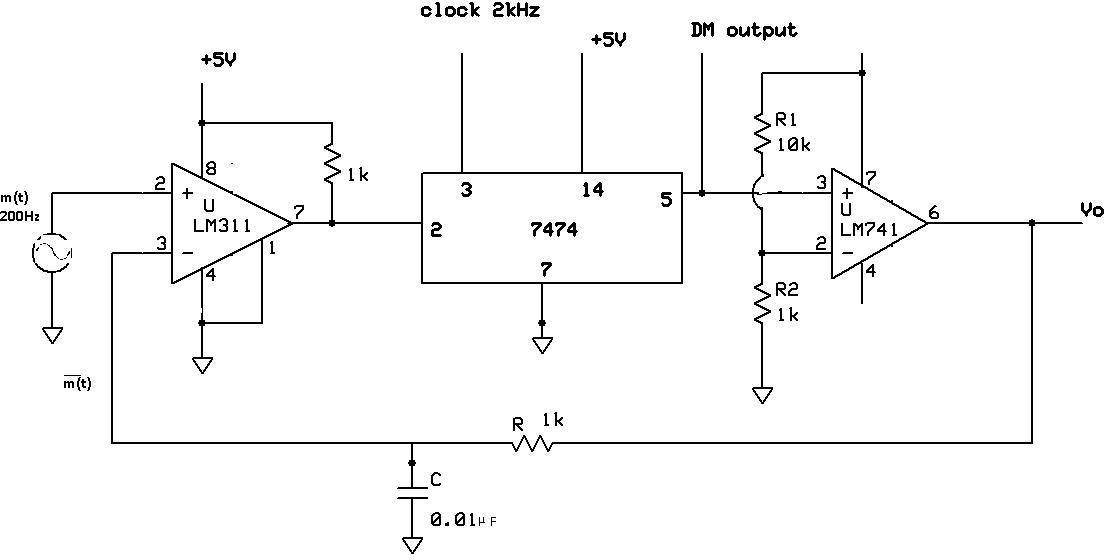 clock 2kHz
DM output
+5V
+5V
R1
10k
8
1k
m(t)
200Hz
2
+
U
LM311
7
3
-
1
4
3
14
5
2
7474
7
3
+
7
U
LM741
6
Vo
2
-
4
R2
1k
m(t)
R
1k
C
0.01µF